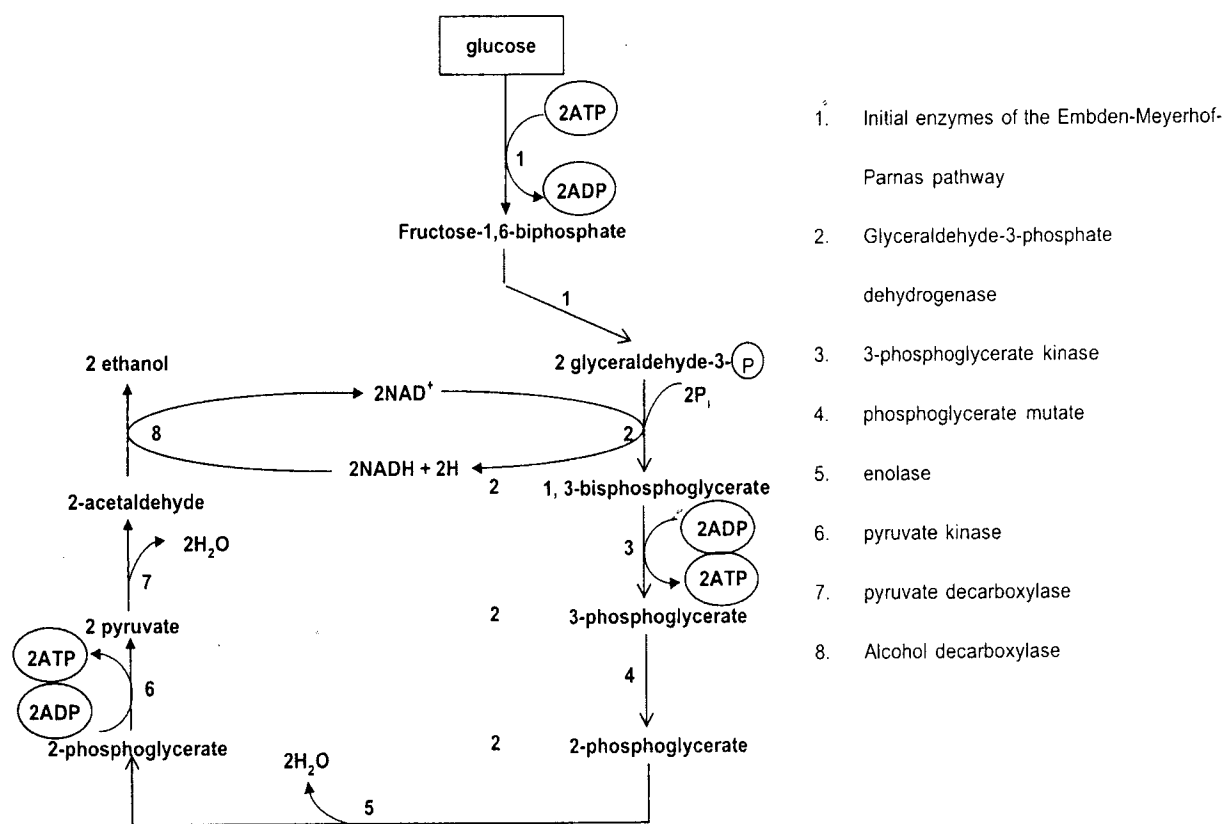 glucose
2ATP
1
2ADP
Fructose-1,6-biphosphate
1
2 ethanol
2 glyceraldehyde-3-P
2NAD+
2Pi
8
2
2NADH + 2H
2-acetaldehyde
2 1, 3-bisphosphoglycerate
2H2O
7
3
2ADP
2ATP
2 pyruvate
2 3-phosphoglycerate
2ATP
6
2ADP
4
2-phosphoglycerate
2 2-phosphoglycerate
2H2O
5
1. Initial enzymes of the Embden-Meyerhof-
Parnas pathway
2. Glyceraldehyde-3-phosphate
dehydrogenase
3. 3-phosphoglycerate kinase
4. phosphoglycerate mutate
5. enolase
6. pyruvate kinase
7. pyruvate decarboxylase
8. Alcohol decarboxylase